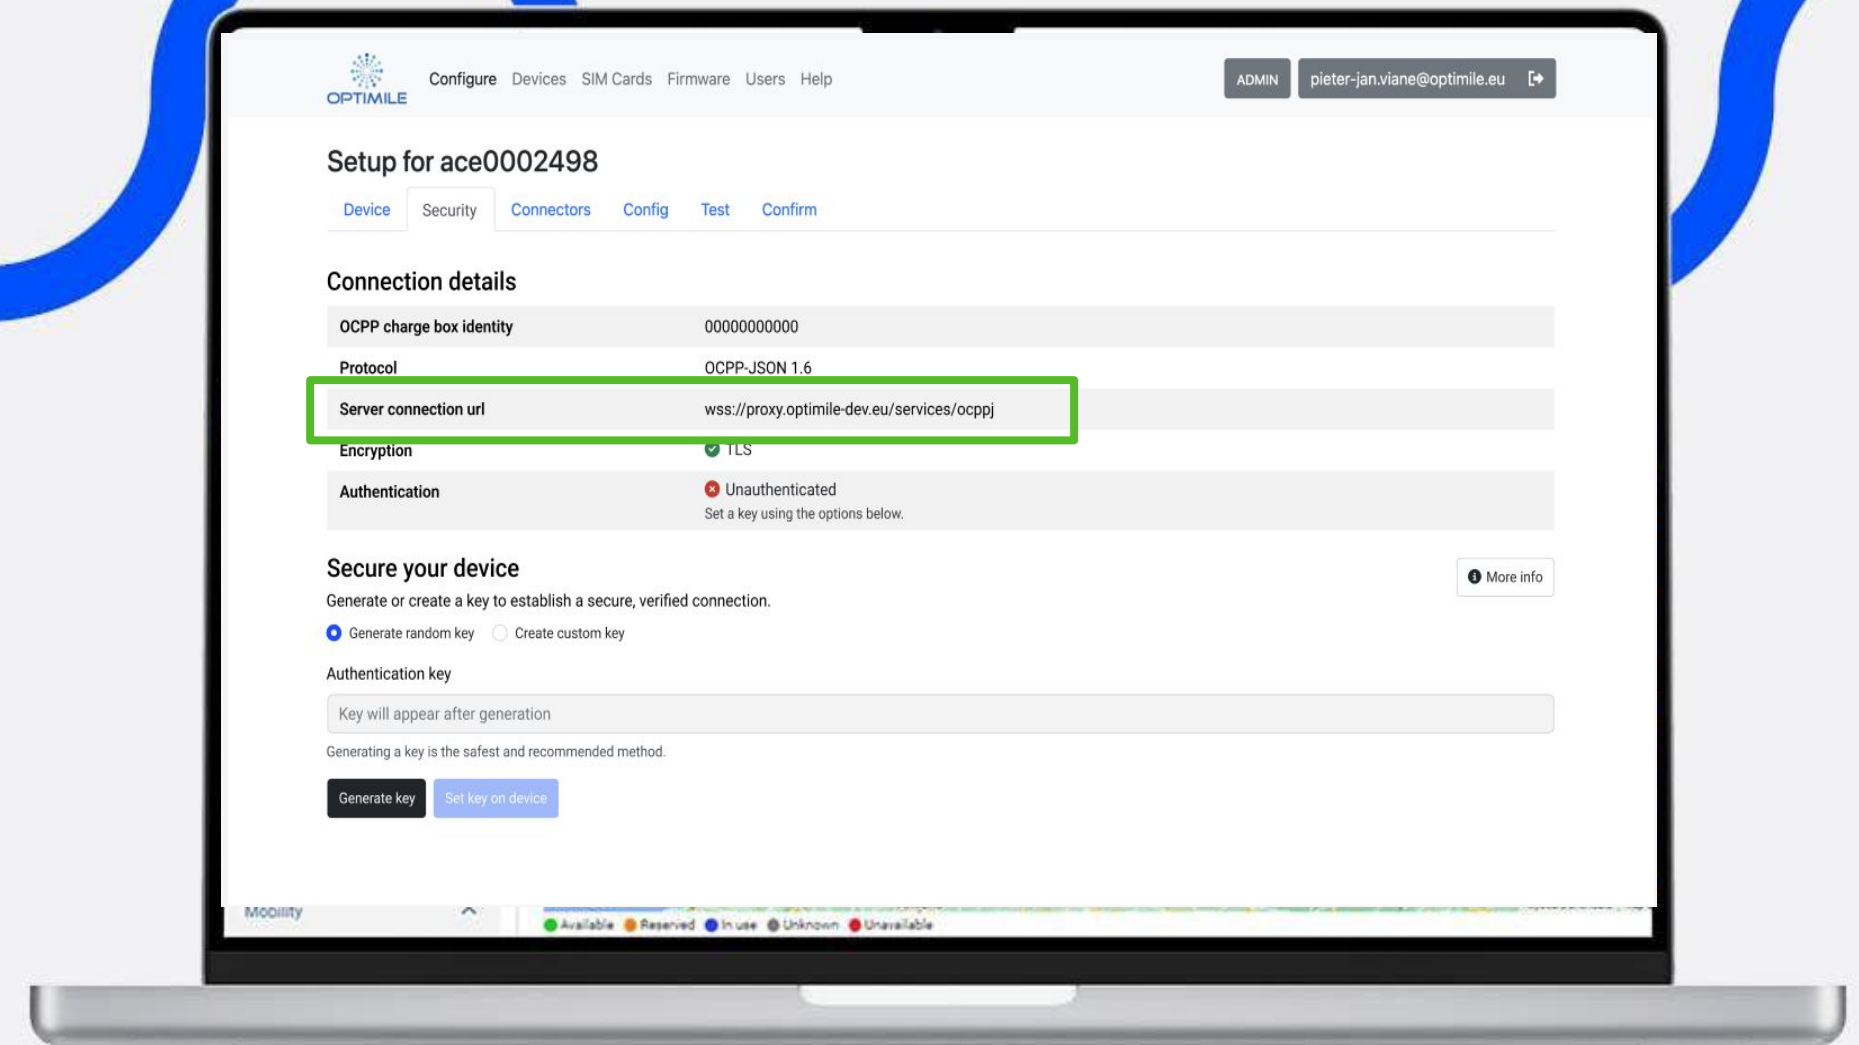 OPTIMILE
Configure Devices SIM Cards Firmware Users Help
ADMIN
pieter-jan.viane@optimile.eu
Setup for ace0002498
Device Security Connectors Config Test Confirm
Connection details
OCPP charge box identity 00000000000
Protocol OCPP-JSON 1.6
Server connection url wss://proxy.optimile-dev.eu/services/ocppj
Encryption TLS
Authentication Unauthenticated
Set a key using the options below.
Secure your device
More info
Generate or create a key to establish a secure, verified connection.
Generate random key Create custom key
Authentication key
Key will appear after generation
Generating a key is the safest and recommended method.
Generate key Set key on device
Mobility
Available Reserved In use Unknown Unavailable